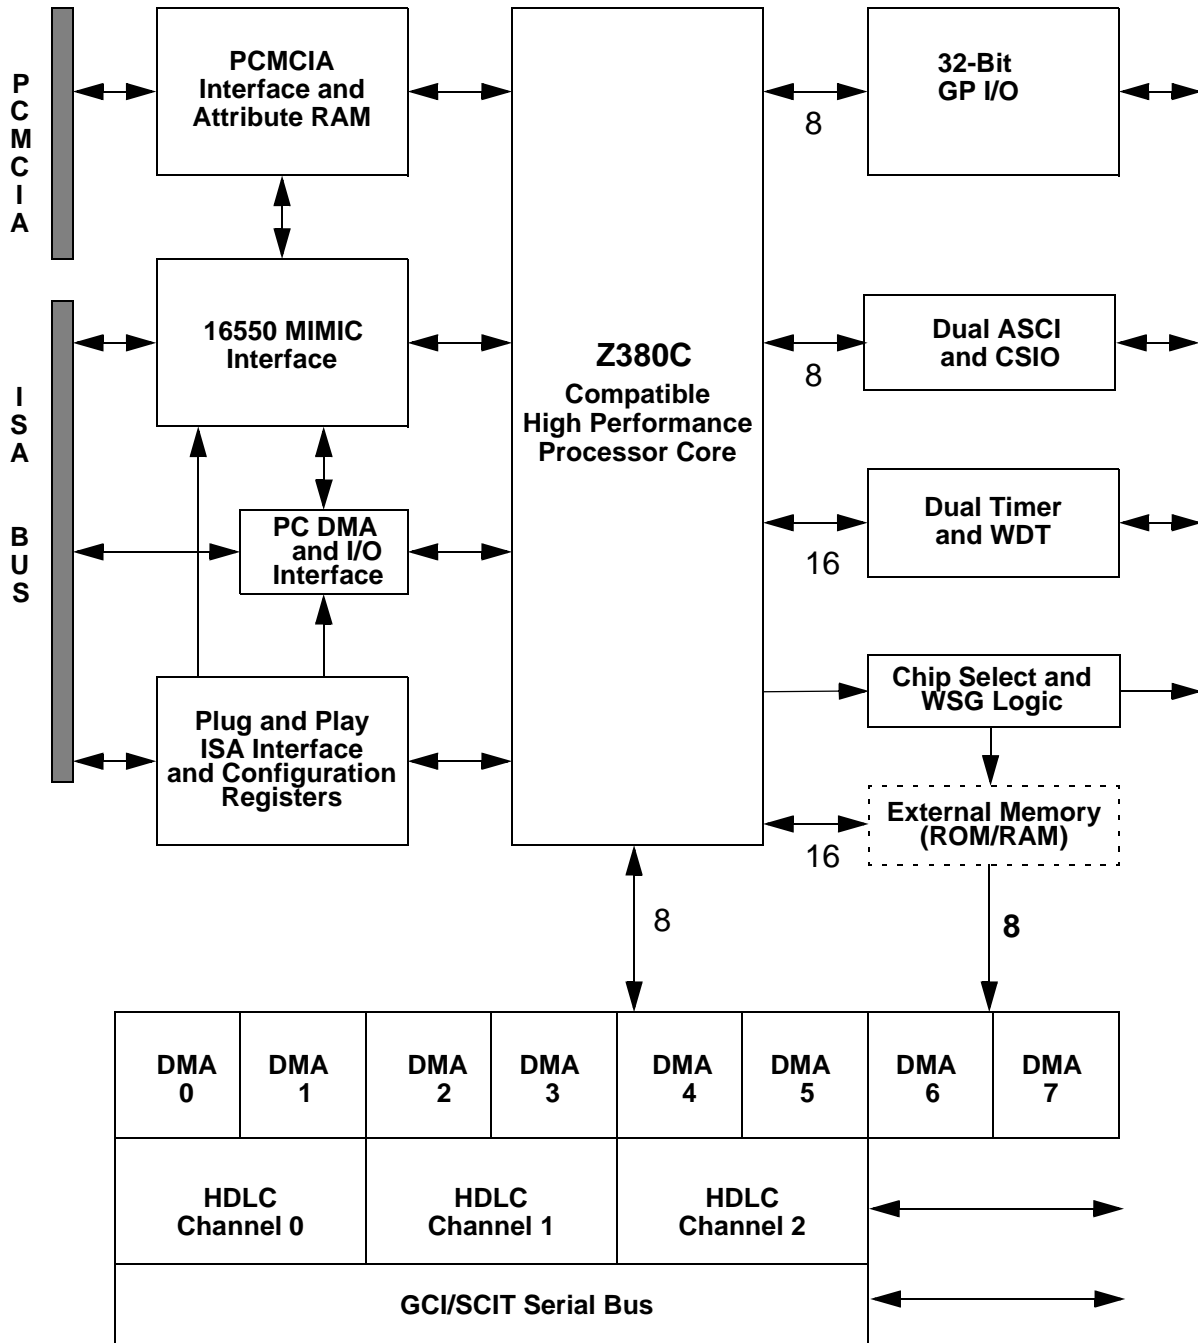 PCMCIA
PCMCIA
Interface and
Attribute RAM
8
32-Bit
GP I/O
ISA BUS
16550 MIMIC
Interface
Z380C
Compatible
High Performance
Processor Core
8
Dual ASCI
and CSIO
PC DMA
and I/O
Interface
16
Dual Timer
and WDT
Plug and Play
ISA Interface
and Configuration
Registers
Chip Select and
WSG Logic
16
External Memory
(ROM/RAM)
8
8
DMA
0
DMA
1
DMA
2
DMA
3
DMA
4
DMA
5
DMA
6
DMA
7
HDLC
Channel 0
HDLC
Channel 1
HDLC
Channel 2
GCI/SCIT Serial Bus